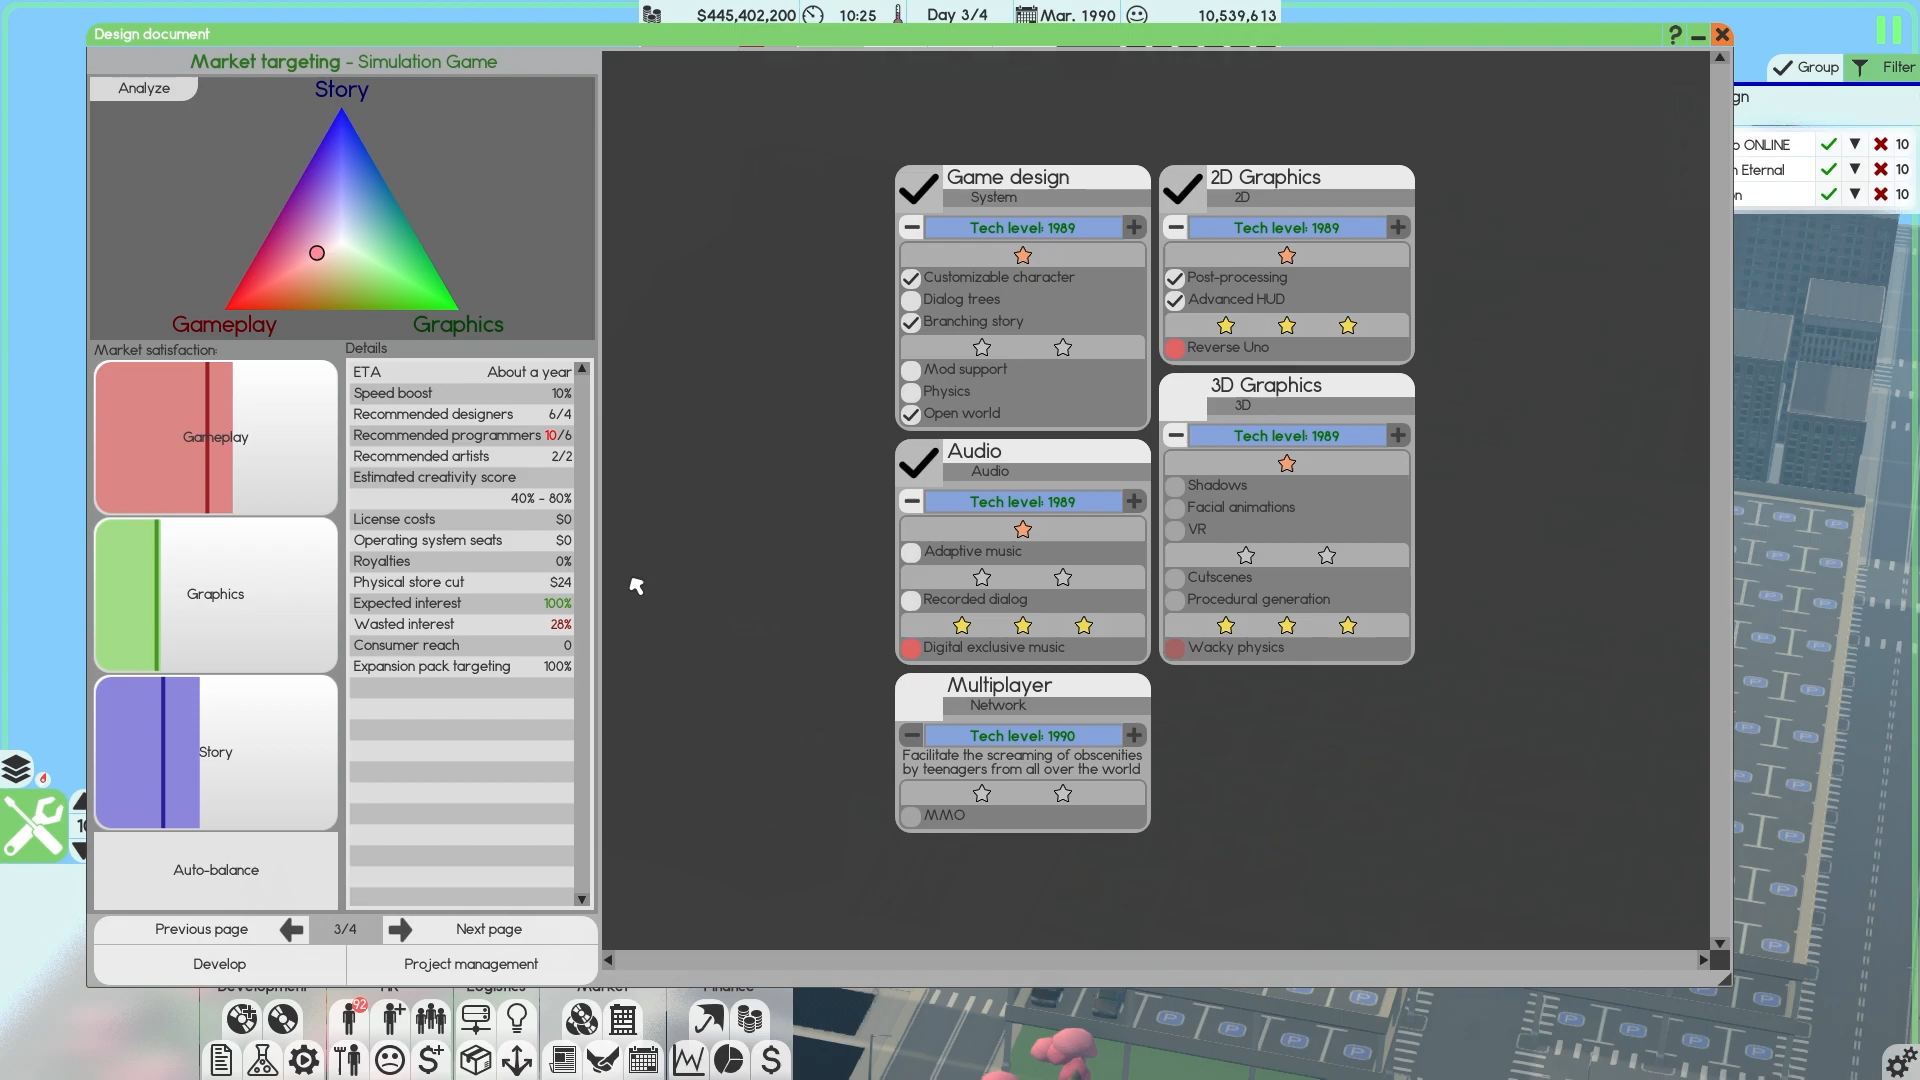 $445,402,200
10:25
Day 3/4
Mar. 1990
10,539,613
Design document
?
Market targeting - Simulation Game
Analyze
Story
Gameplay
Graphics
Market satisfaction:
Gameplay
Graphics
Story
Auto-balance
Details
ETA About a year
Speed boost 10%
Recommended designers 6/4
Recommended programmers 10/6
Recommended artists 2/2
Estimated creativity score
40% - 80%
License costs $0
Operating system seats $0
Royalties 0%
Physical store cut $24
Expected interest 100%
Wasted interest 28%
Consumer reach 0
Expansion pack targeting 100%
Previous page
3/4
Next page
Develop
Project management
Game design
System
Tech level: 1989
Customizable character
Dialog trees
Branching story
Mod support
Physics
Open world
Audio
Audio
Tech level: 1989
Adaptive music
Recorded dialog
Digital exclusive music
Multiplayer
Network
Tech level: 1990
Facilitate the screaming of obscenities
by teenagers from all over the world
MMO
2D Graphics
2D
Tech level: 1989
Post-processing
Advanced HUD
Reverse Uno
3D Graphics
3D
Tech level: 1989
Shadows
Facial animations
VR
Cutscenes
Procedural generation
Wacky physics
Group
Filter
gn
ONLINE 10
Eternal 10
on 10
92